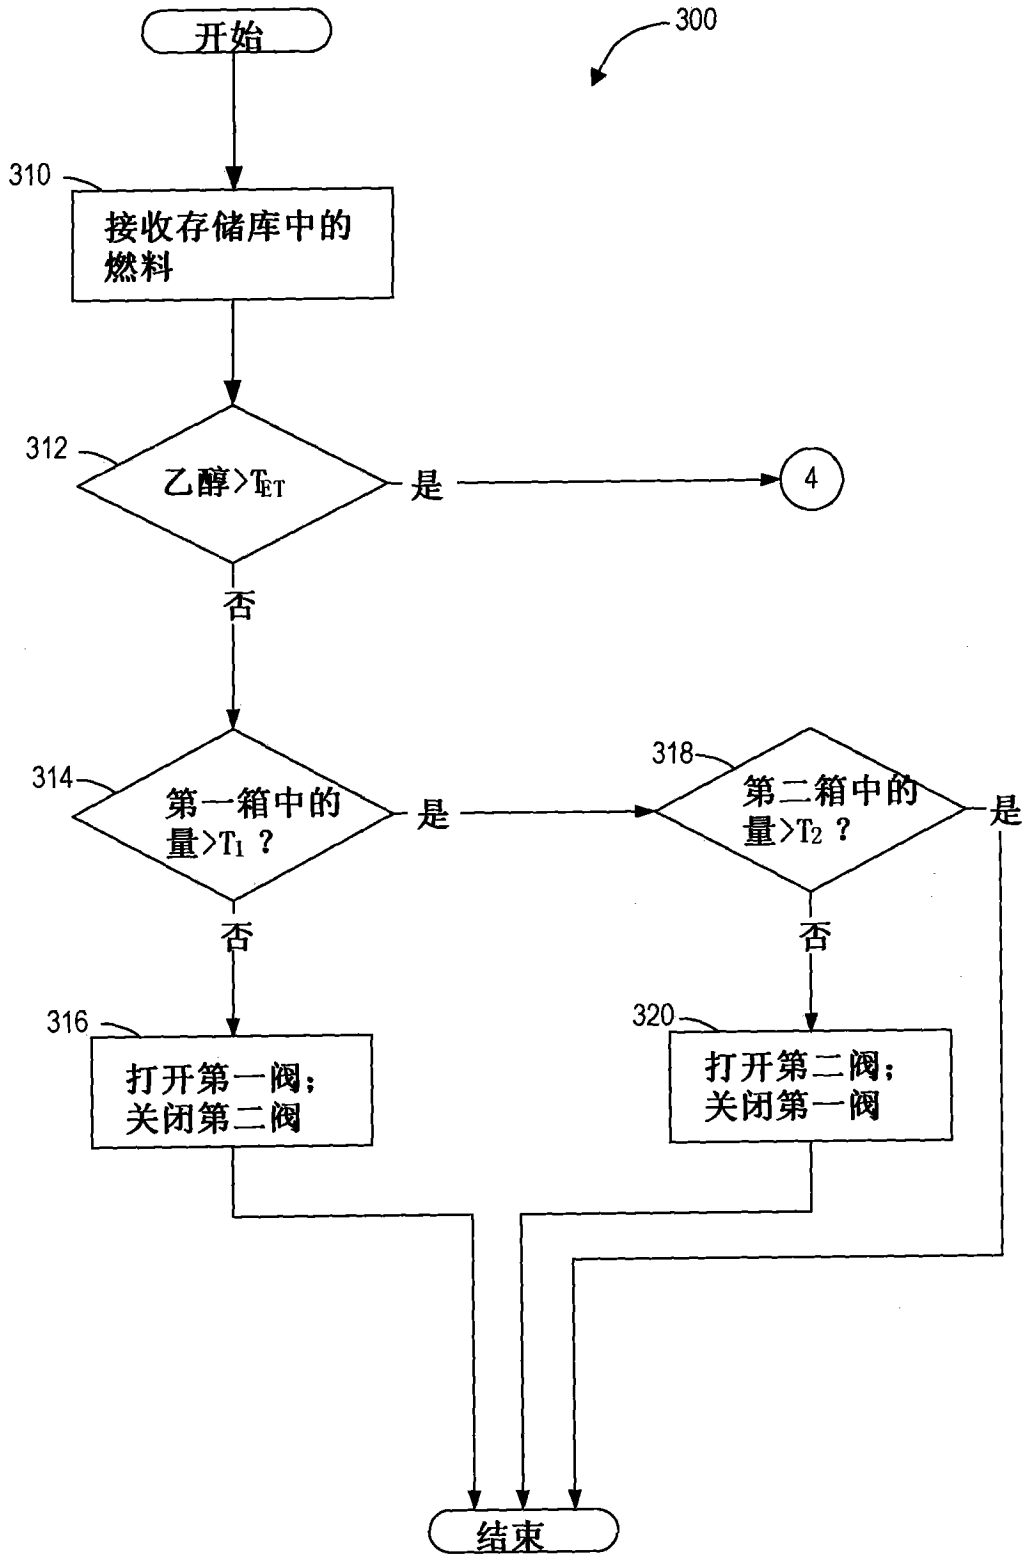 开始
300
310
接收存储库中的
燃料
312
乙醇>TET
是
4
否
314
第一箱中的
量>T1？
是
318
第二箱中的
量>T2？
是
否
否
316
打开第一阀；
关闭第二阀
320
打开第二阀；
关闭第一阀
结束